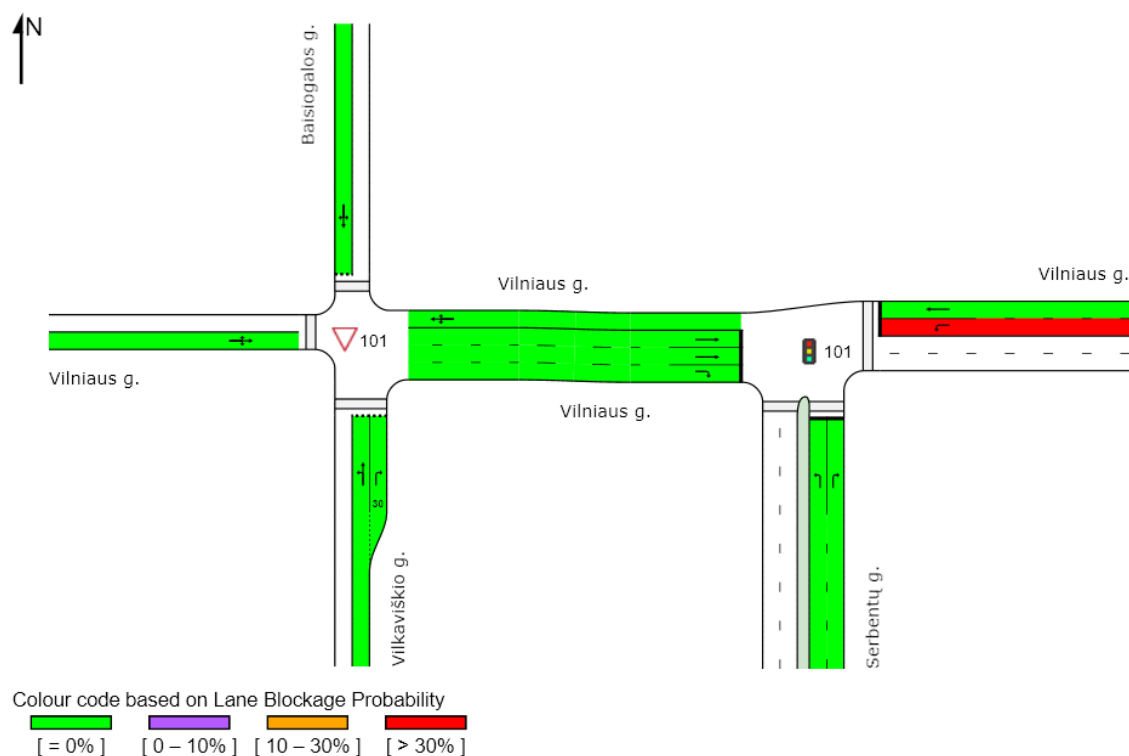 N
Baisiogalos g.
Vilniaus g.
Vilniaus g.
101
101
Vilniaus g.
Vilniaus g.
30
Vilkaviškio g.
Serbentų g.
Colour code based on Lane Blockage Probability
[ = 0% ] [ 0 – 10% ] [ 10 – 30% ] [ > 30% ]